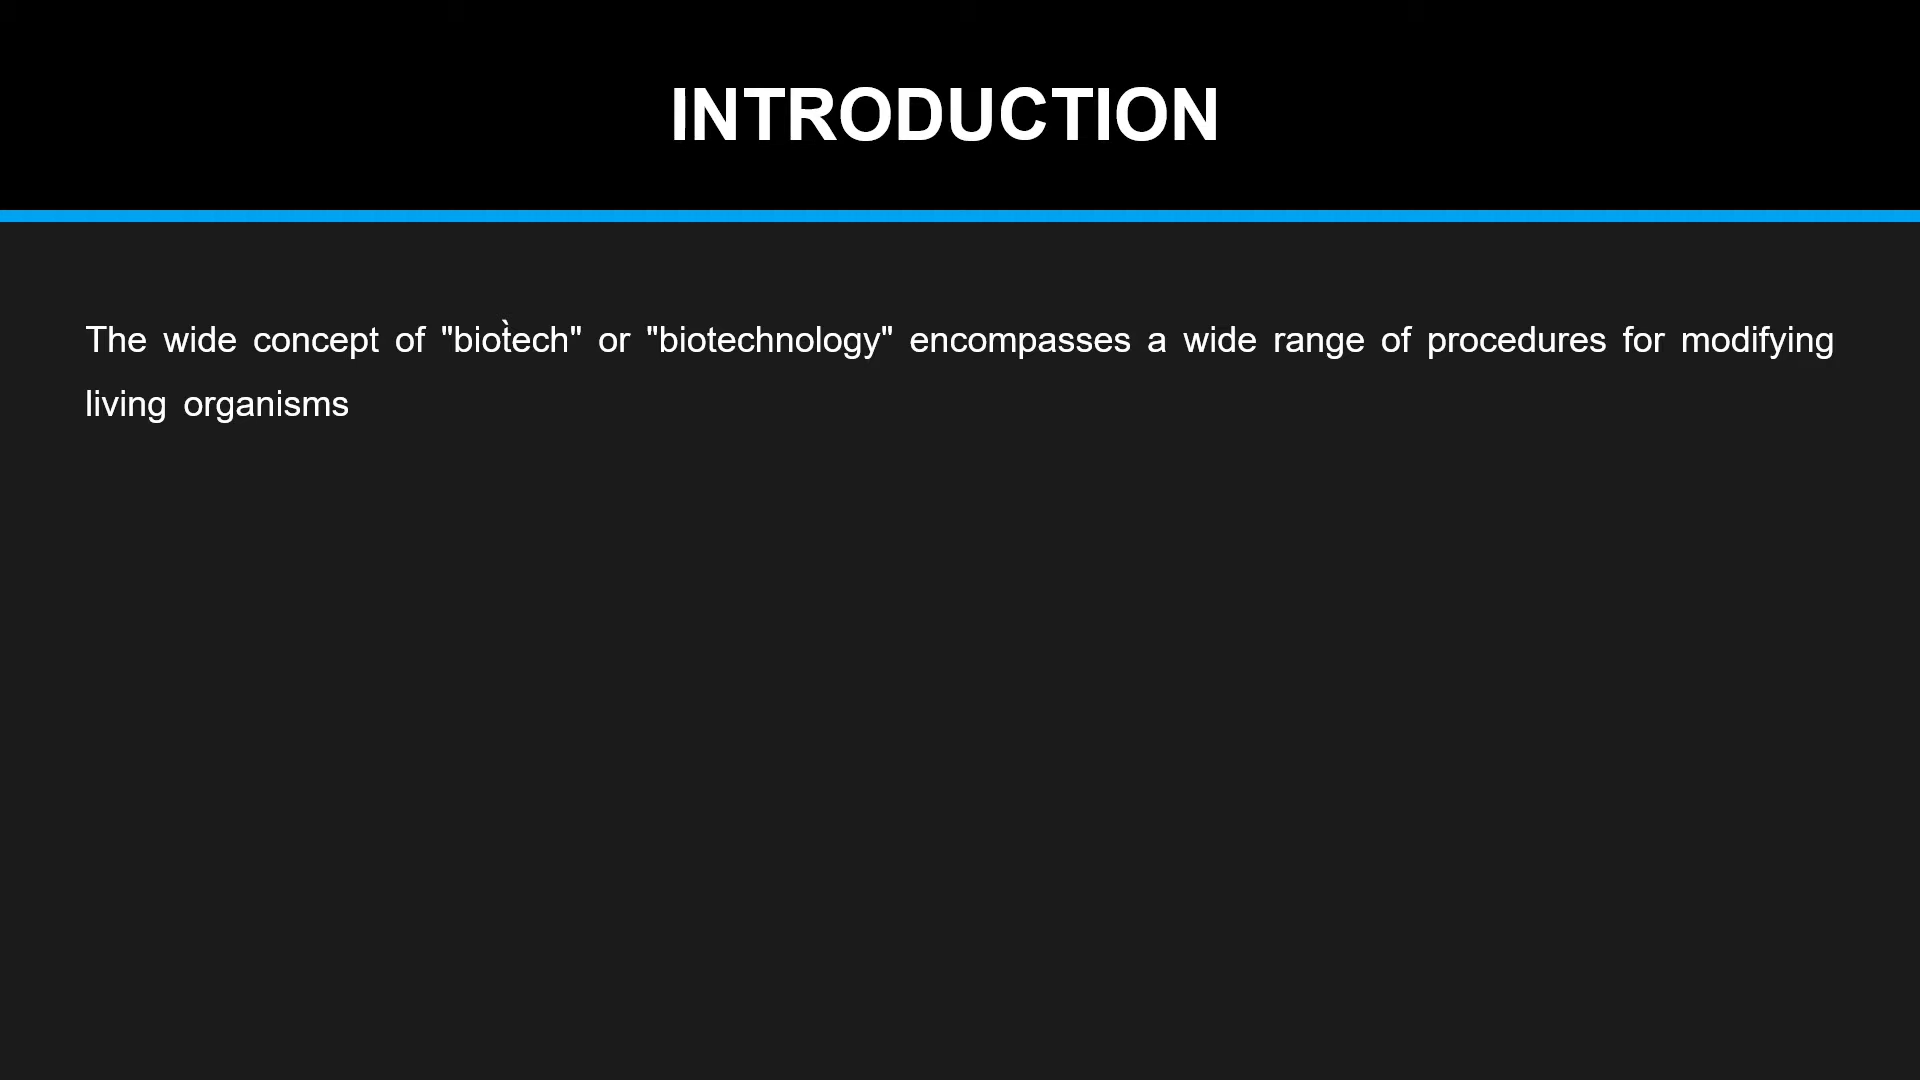 INTRODUCTION
The wide concept of "biotech" or "biotechnology" encompasses a wide range of procedures for modifying
living organisms